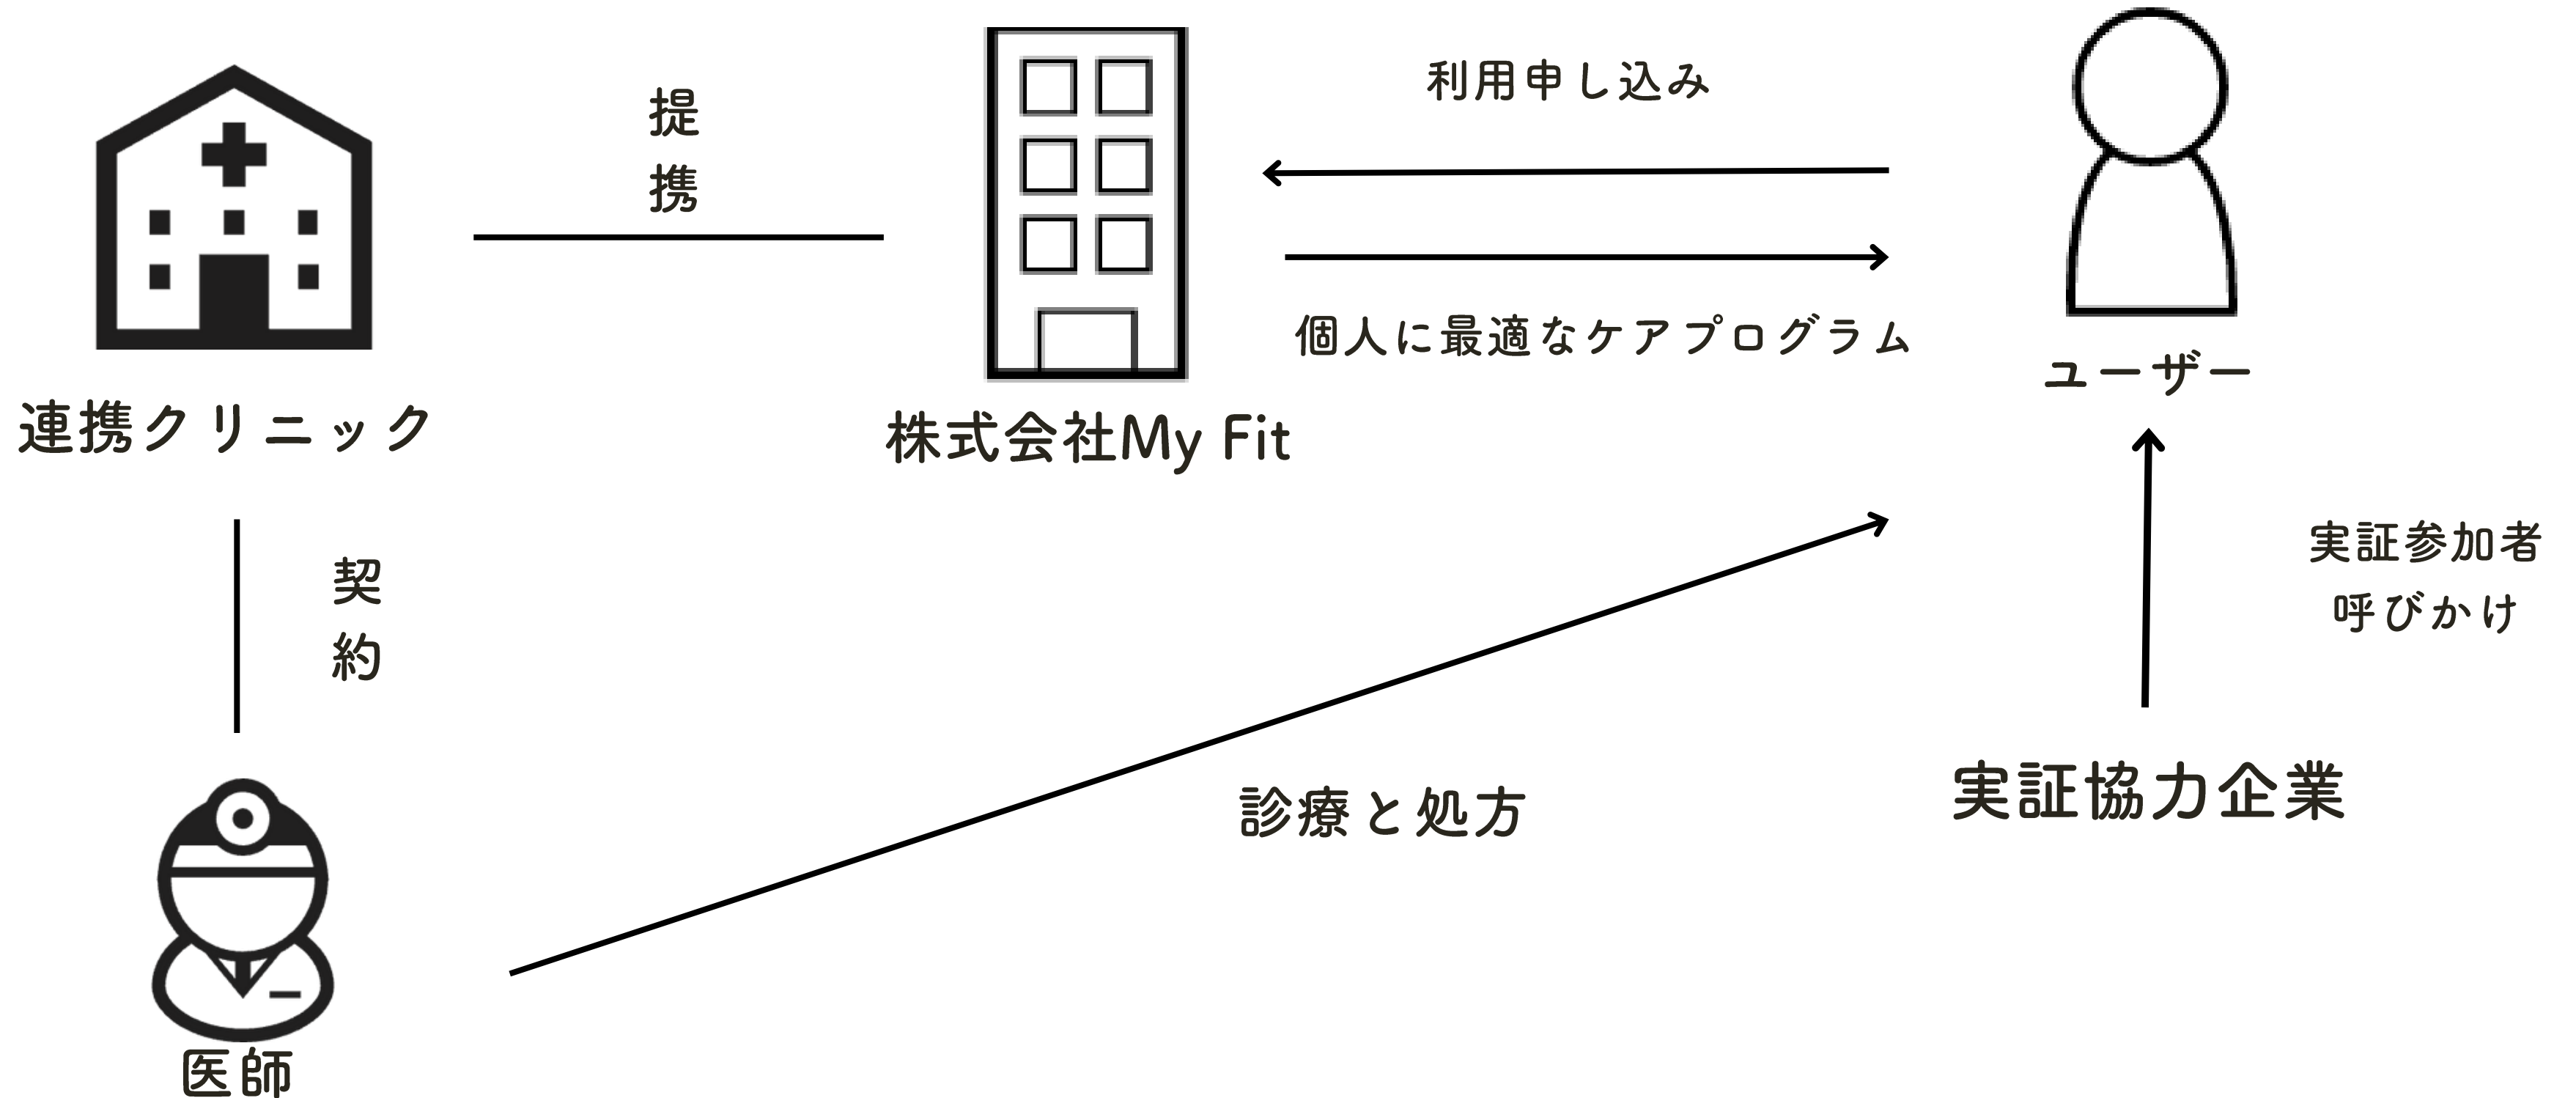 提携
利用申し込み
個人に最適なケアプログラム
連携クリニック
株式会社My Fit
ユーザー
契約
実証参加者
呼びかけ
診療と処方
実証協力企業
医師